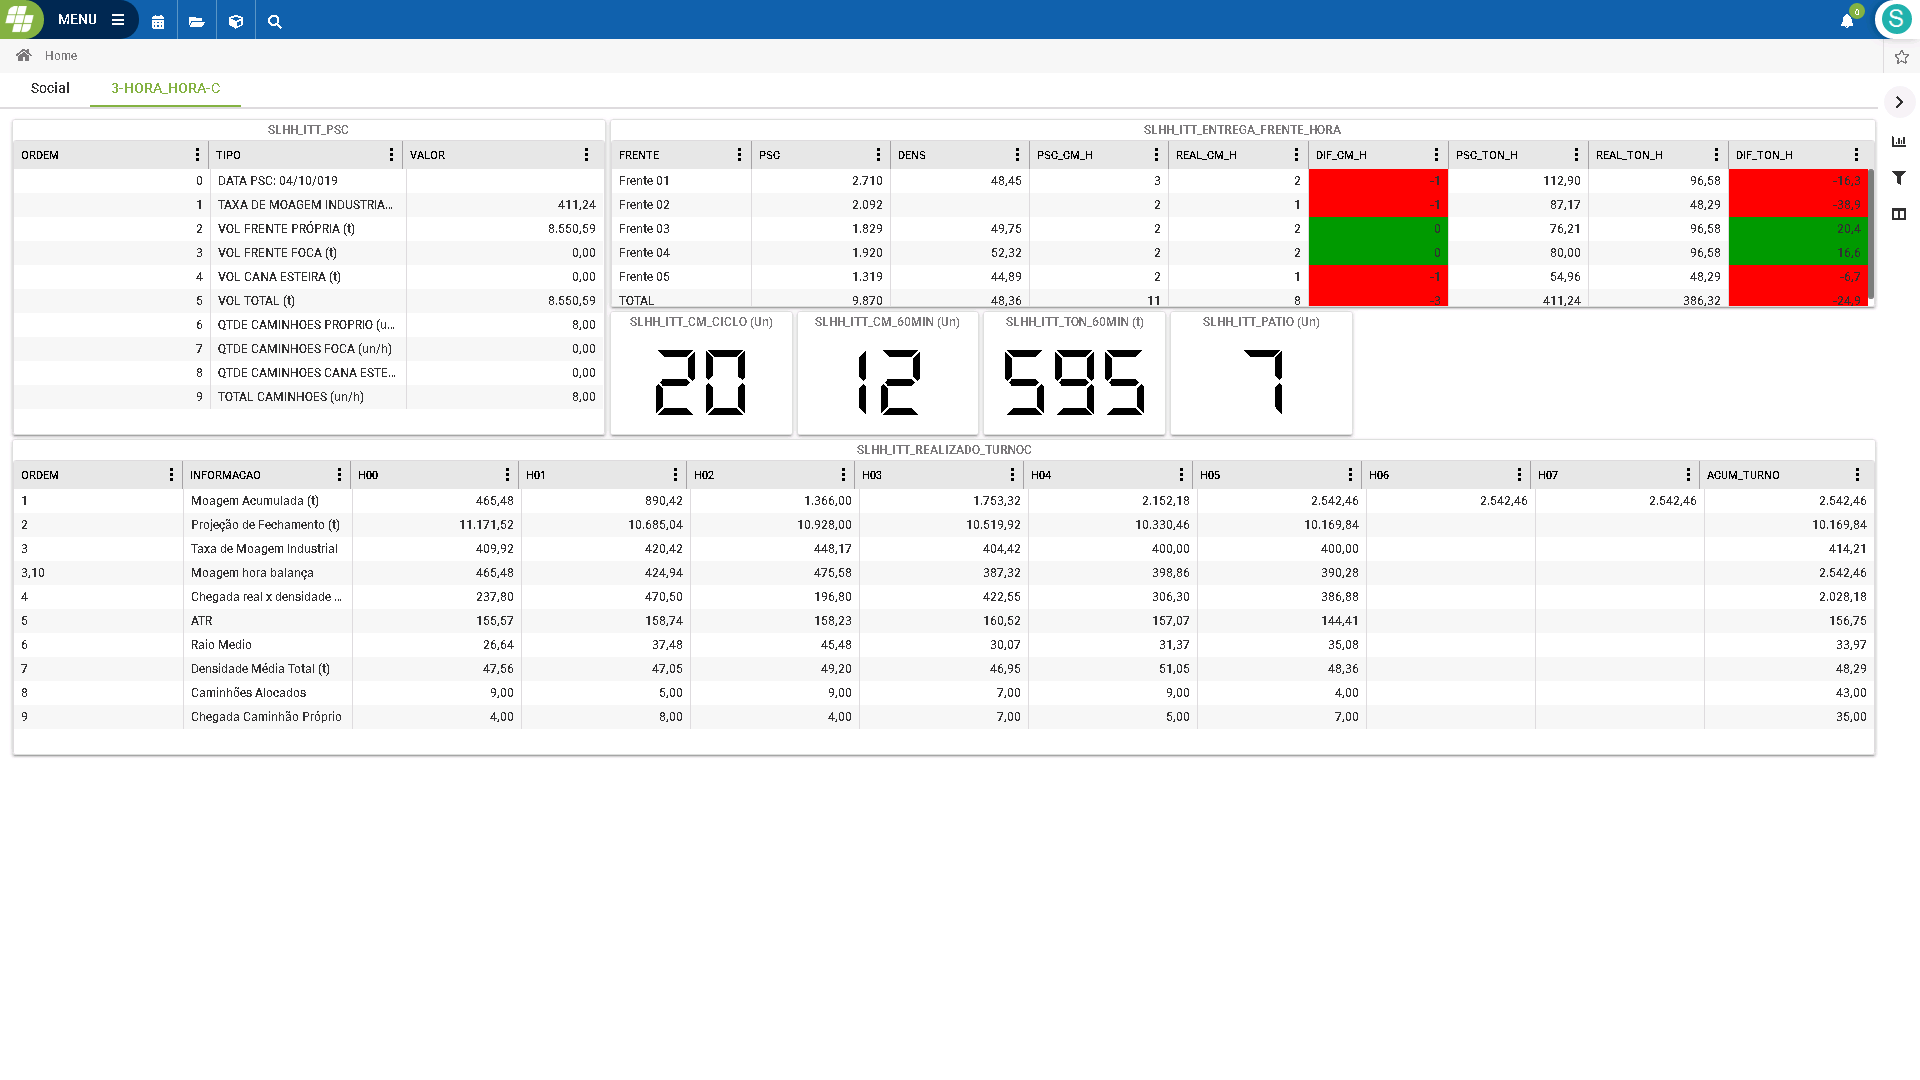 MENU
0
S
Home
Social 3-HORA_HORA-C
SLHH_ITT_PSC
ORDEM TIPO VALOR
0 DATA PSC: 04/10/019
1 TAXA DE MOAGEM INDUSTRIA... 411,24
2 VOL FRENTE PRÓPRIA (t) 8.550,59
3 VOL FRENTE FOCA (t) 0,00
4 VOL CANA ESTEIRA (t) 0,00
5 VOL TOTAL (t) 8.550,59
6 QTDE CAMINHOES PROPRIO (u... 8,00
7 QTDE CAMINHOES FOCA (un/h) 0,00
8 QTDE CAMINHOES CANA ESTE... 0,00
9 TOTAL CAMINHOES (un/h) 8,00
SLHH_ITT_ENTREGA_FRENTE_HORA
FRENTE PSC DENS PSC_CM_H REAL_CM_H DIF_CM_H PSC_TON_H REAL_TON_H DIF_TON_H
Frente 01 2.710 48,45 3 2 -1 112,90 96,58 -16,3
Frente 02 2.092 2 1 -1 87,17 48,29 -38,9
Frente 03 1.829 49,75 2 2 0 76,21 96,58 20,4
Frente 04 1.920 52,32 2 2 0 80,00 96,58 16,6
Frente 05 1.319 44,89 2 1 -1 54,96 48,29 -6,7
TOTAL 9.870 48,36 11 8 -3 411,24 386,32 -24,9
SLHH_ITT_CM_CICLO (Un) SLHH_ITT_CM_60MIN (Un) SLHH_ITT_TON_60MIN (t) SLHH_ITT_PATIO (Un)
20 12 595 7
SLHH_ITT_REALIZADO_TURNOC
ORDEM INFORMACAO H00 H01 H02 H03 H04 H05 H06 H07 ACUM_TURNO
1 Moagem Acumulada (t) 465,48 890,42 1.366,00 1.753,32 2.152,18 2.542,46 2.542,46 2.542,46 2.542,46
2 Projeção de Fechamento (t) 11.171,52 10.685,04 10.928,00 10.519,92 10.330,46 10.169,84 10.169,84
3 Taxa de Moagem Industrial 409,92 420,42 448,17 404,42 400,00 400,00 414,21
3,10 Moagem hora balança 465,48 424,94 475,58 387,32 398,86 390,28 2.542,46
4 Chegada real x densidade ... 237,80 470,50 196,80 422,55 306,30 386,88 2.028,18
5 ATR 155,57 158,74 158,23 160,52 157,07 144,41 156,75
6 Raio Medio 26,64 37,48 45,48 30,07 31,37 35,08 33,97
7 Densidade Média Total (t) 47,56 47,05 49,20 46,95 51,05 48,36 48,29
8 Caminhões Alocados 9,00 5,00 9,00 7,00 9,00 4,00 43,00
9 Chegada Caminhão Próprio 4,00 8,00 4,00 7,00 5,00 7,00 35,00